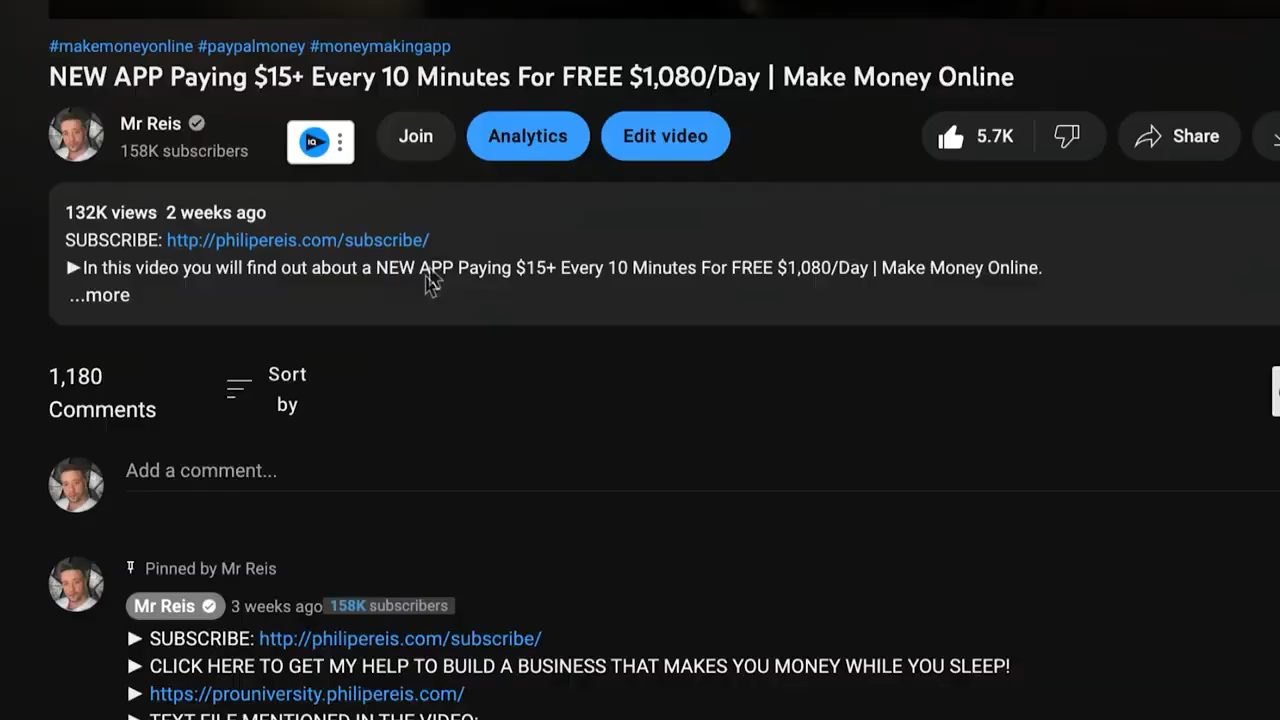 #makemoneyonline #paypalmoney #moneymakingapp
NEW APP Paying $15+ Every 10 Minutes For FREE $1,080/Day | Make Money Online
Mr Reis
158K subscribers
IQ
Join
Analytics
Edit video
5.7K
Share
132K views 2 weeks ago
SUBSCRIBE: http://philipereis.com/subscribe/
▶In this video you will find out about a NEW APP Paying $15+ Every 10 Minutes For FREE $1,080/Day | Make Money Online.
...more
1,180
Comments
Sort
by
Add a comment...
Pinned by Mr Reis
Mr Reis 3 weeks ago 158K subscribers
▶ SUBSCRIBE: http://philipereis.com/subscribe/
▶ CLICK HERE TO GET MY HELP TO BUILD A BUSINESS THAT MAKES YOU MONEY WHILE YOU SLEEP!
▶ https://prouniversity.philipereis.com/
▶ TEXT FILE MENTIONED IN THE VIDEO: